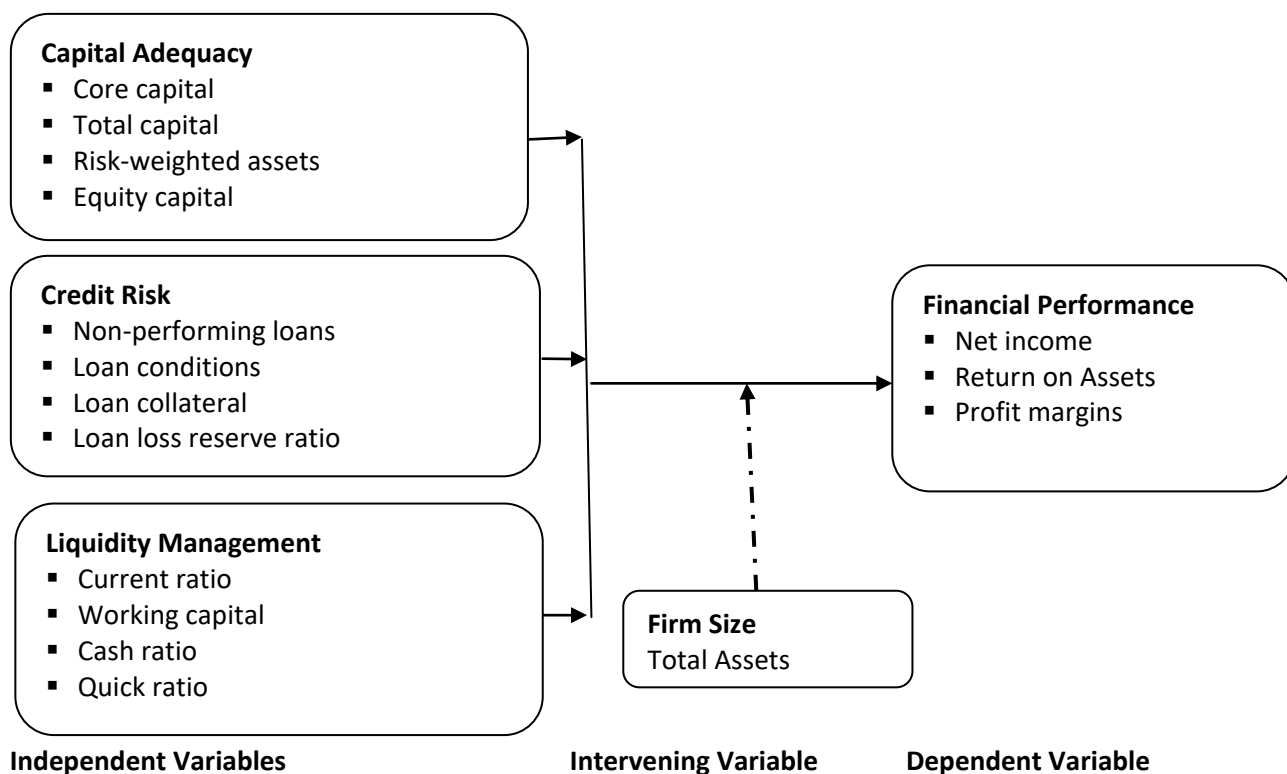 Capital Adequacy
▪ Core capital
▪ Total capital
▪ Risk-weighted assets
▪ Equity capital
Credit Risk
▪ Non-performing loans
▪ Loan conditions
▪ Loan collateral
▪ Loan loss reserve ratio
Liquidity Management
▪ Current ratio
▪ Working capital
▪ Cash ratio
▪ Quick ratio
Firm Size
Total Assets
Financial Performance
▪ Net income
▪ Return on Assets
▪ Profit margins
Independent Variables
Intervening Variable
Dependent Variable